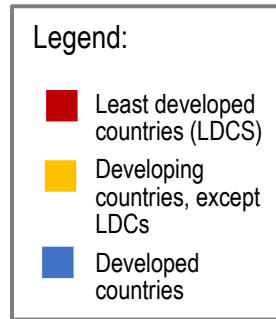 Legend:
Least developed
countries (LDCS)
Developing
countries, except
LDCs
Developed
countries